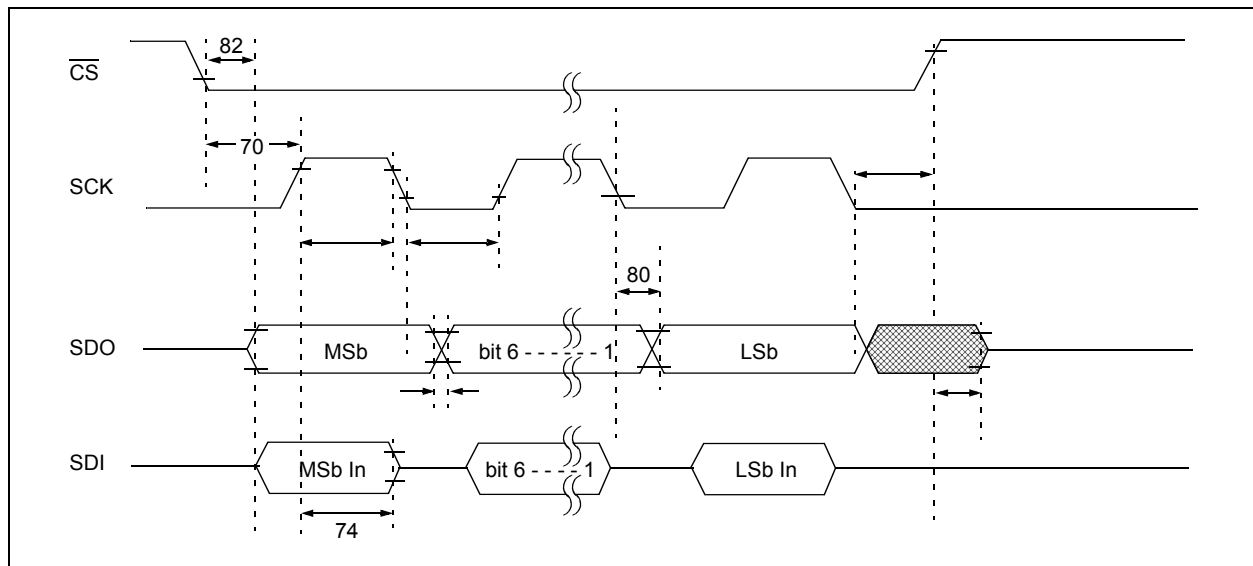 82
CS
70
SCK
80
SDO
MSb
bit 6 - - - - - - 1
LSb
SDI
MSb In
bit 6 - - - - - 1
LSb In
74